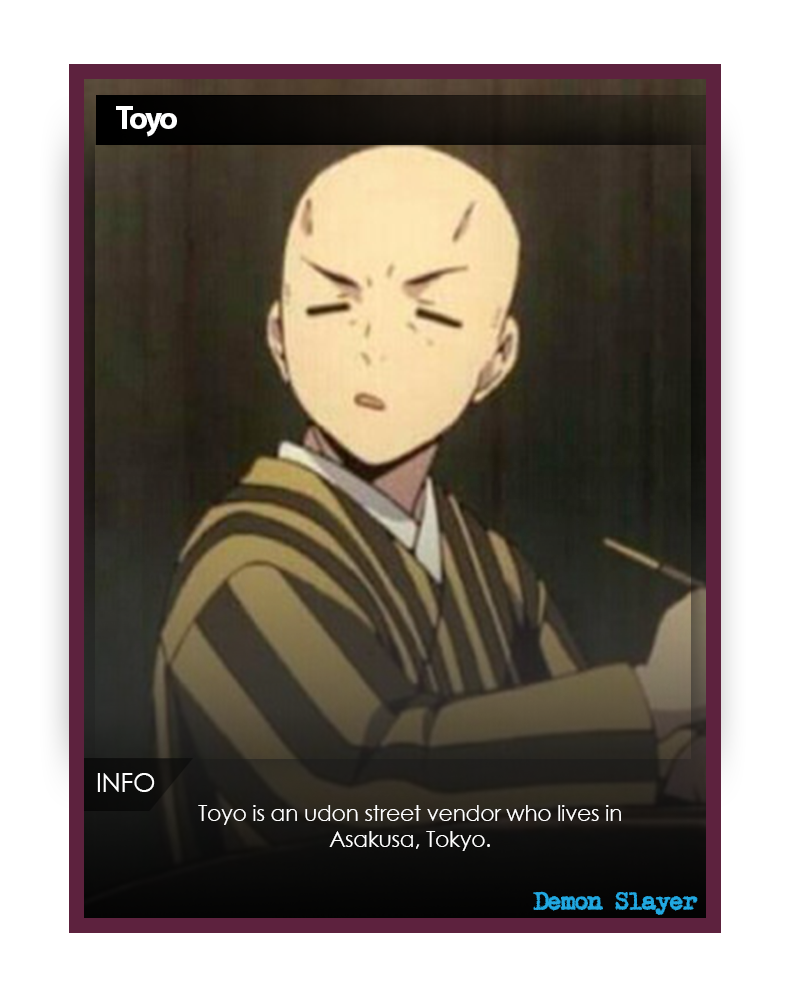 Toyo
INFO
Toyo is an udon street vendor who lives in
Asakusa, Tokyo.
Demon Slayer